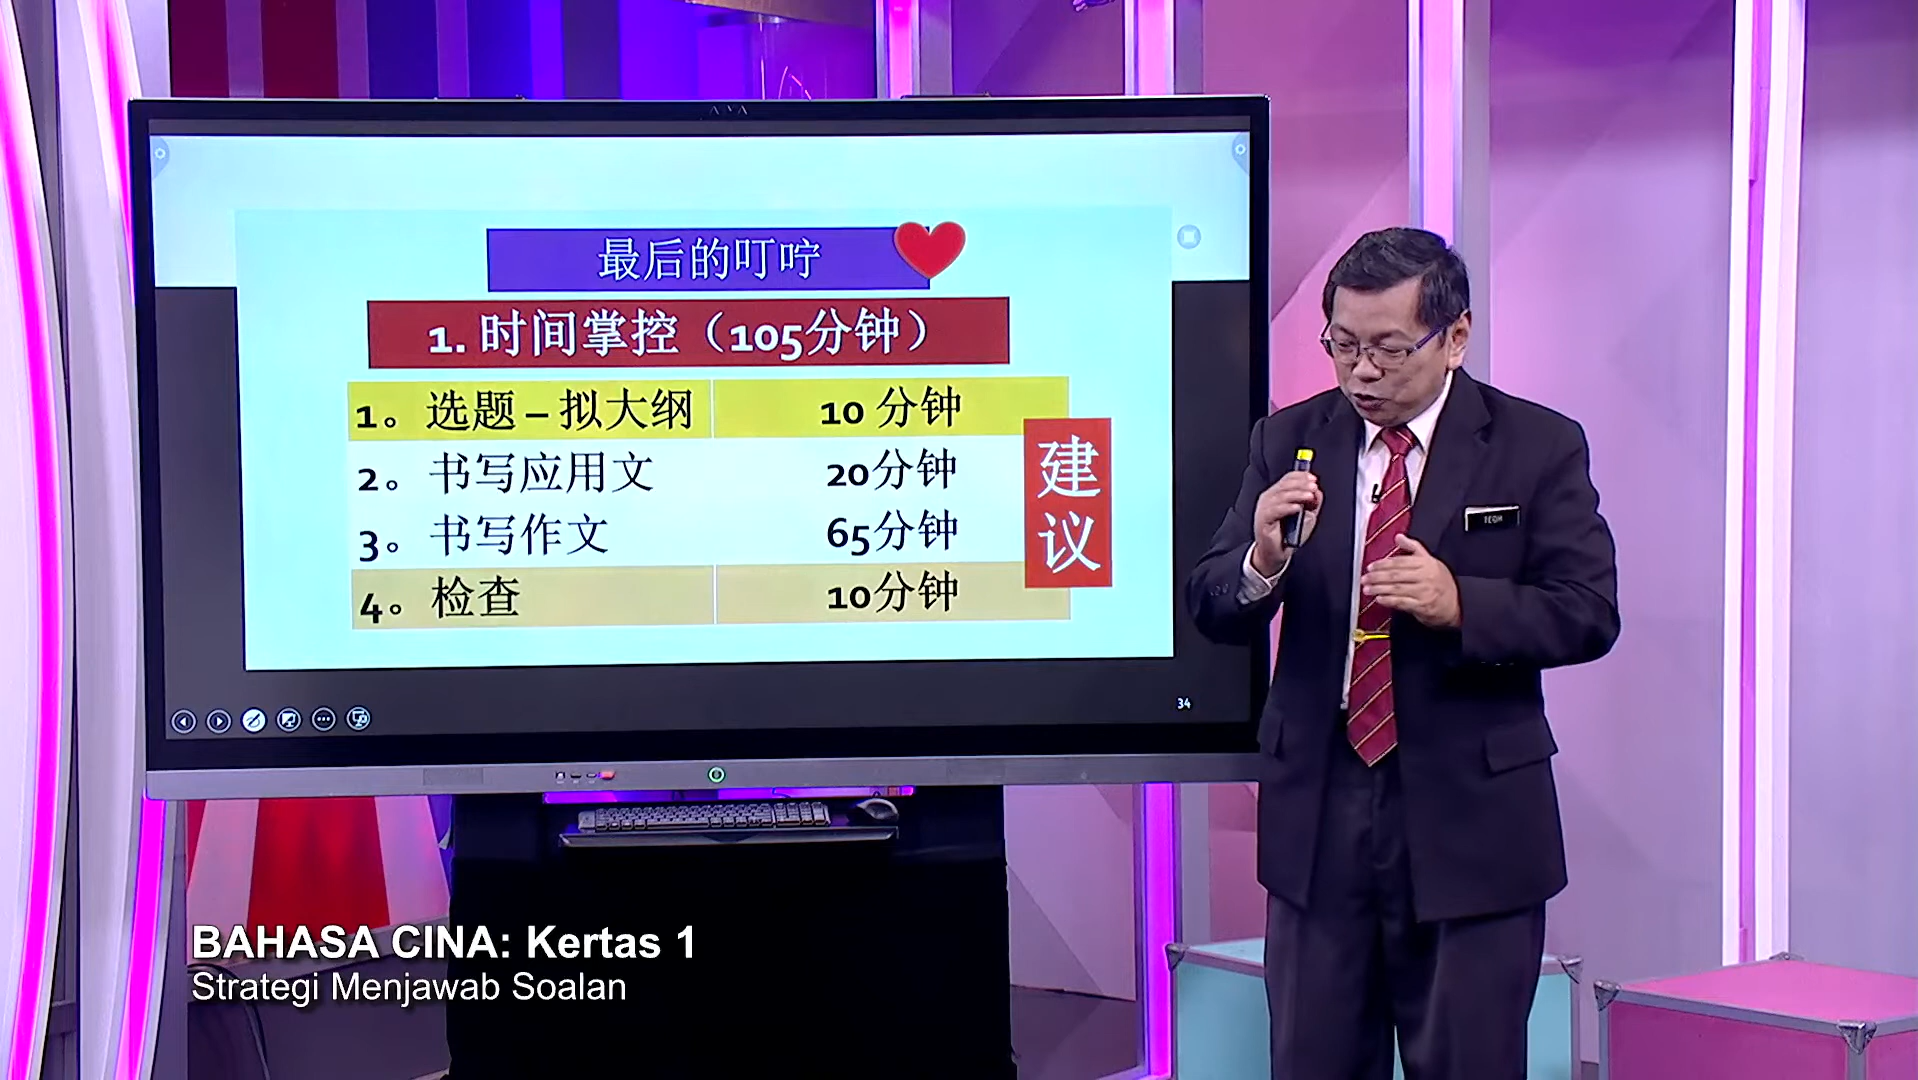 最后的叮咛
1. 时间掌控（105分钟）
1。选题 – 拟大纲 10 分钟
2。书写应用文 20分钟
3。书写作文 65分钟
4。检查 10分钟
建议
34
TEOH
BAHASA CINA: Kertas 1
Strategi Menjawab Soalan